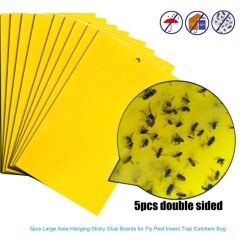 5pcs double sided
5pcs Large Area Hanging Sticky Glue Boards for Fly Pest Insect Trap Catchers Bug